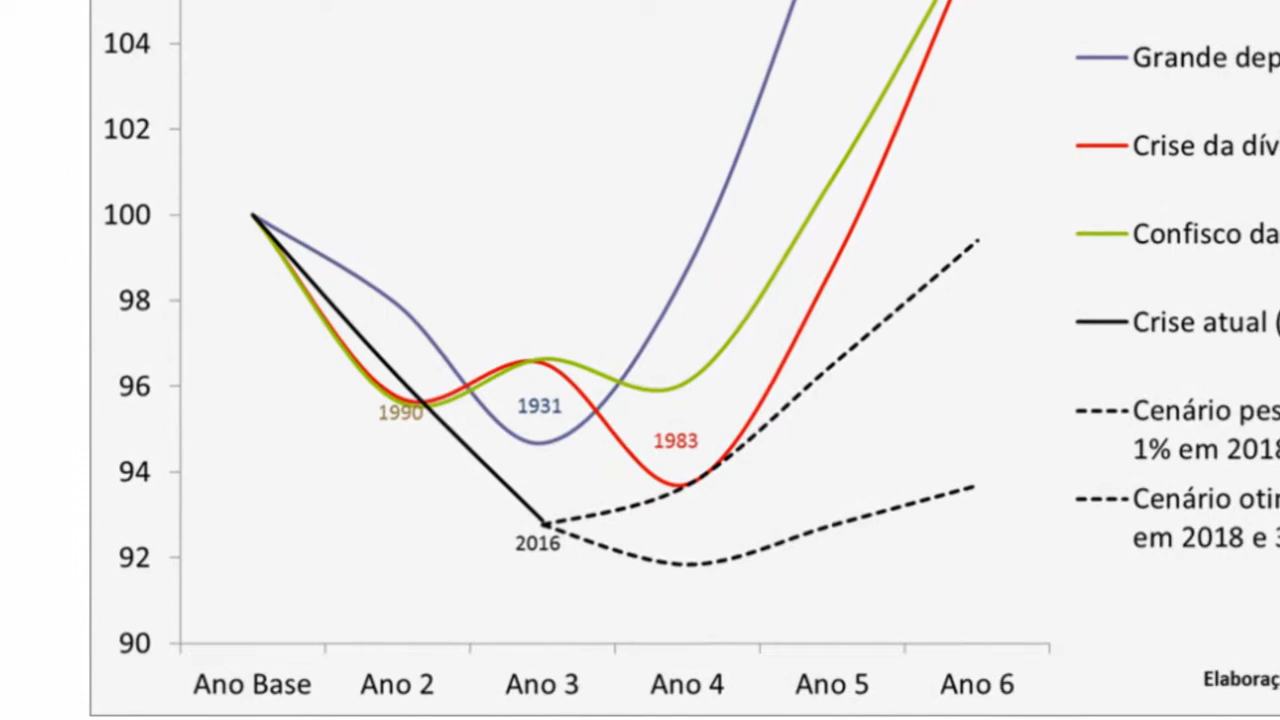 104
102
100
98
96
94
92
90
1990
1931
1983
2016
Ano Base Ano 2 Ano 3 Ano 4 Ano 5 Ano 6
Grande dep
Crise da dív
Confisco da
Crise atual (
Cenário pes
1% em 2018
Cenário otir
em 2018 e 3
Elaboraç